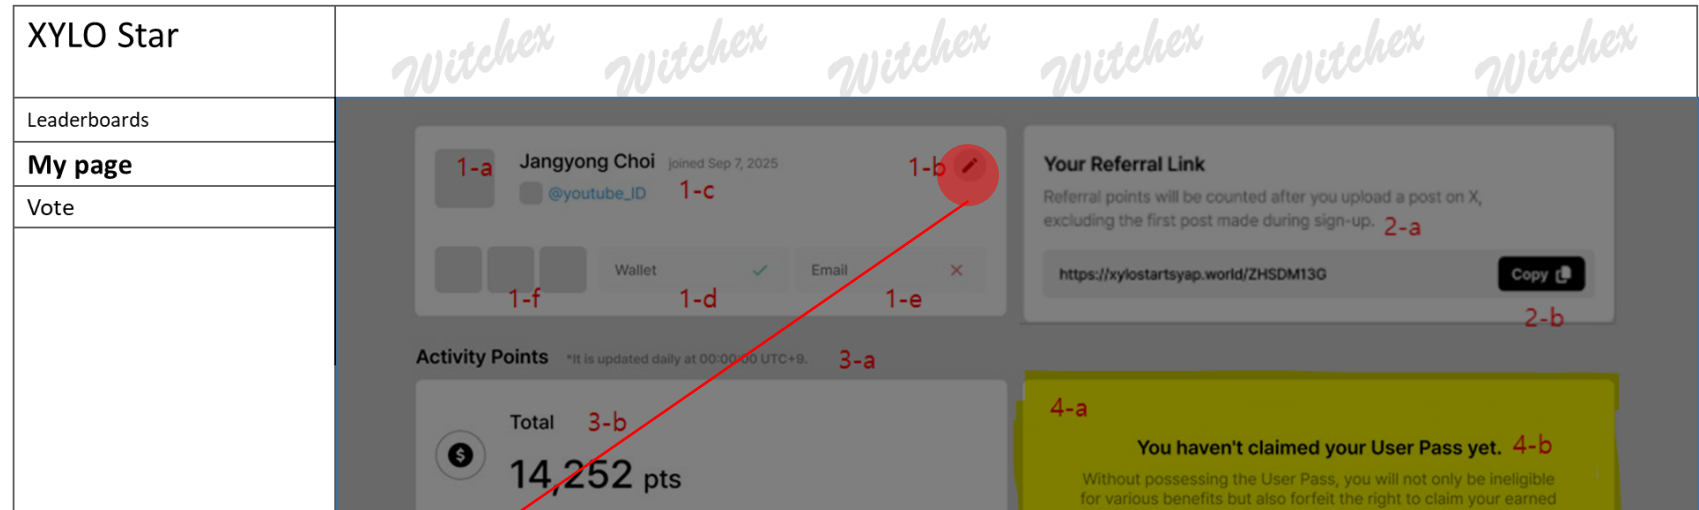 XYLO Star
Witchex Witchex Witchex Witchex Witchex Witchex
Leaderboards
My page
Vote
1-a
Jangyong Choi joined Sep 7, 2025
@youtube_ID
1-c
1-b
1-f
Wallet
1-d
Email
1-e
Your Referral Link
Referral points will be counted after you upload a post on X,
excluding the first post made during sign-up.
2-a
https://xylostartsyap.world/ZHSDM13G
Copy
2-b
Activity Points *It is updated daily at 00:00:00 UTC+9.
3-a
Total
3-b
14,252 pts
4-a
You haven't claimed your User Pass yet.
4-b
Without possessing the User Pass, you will not only be ineligible
for various benefits but also forfeit the right to claim your earned